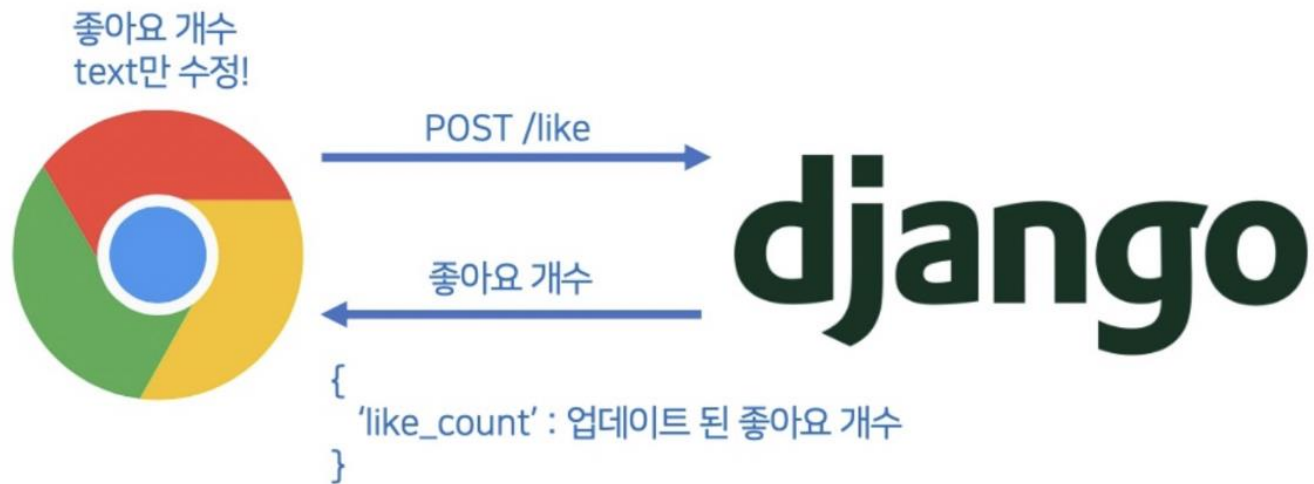 좋아요 개수
text만 수정!
POST /like
django
좋아요 개수
{
‘like_count’ : 업데이트 된 좋아요 개수
}